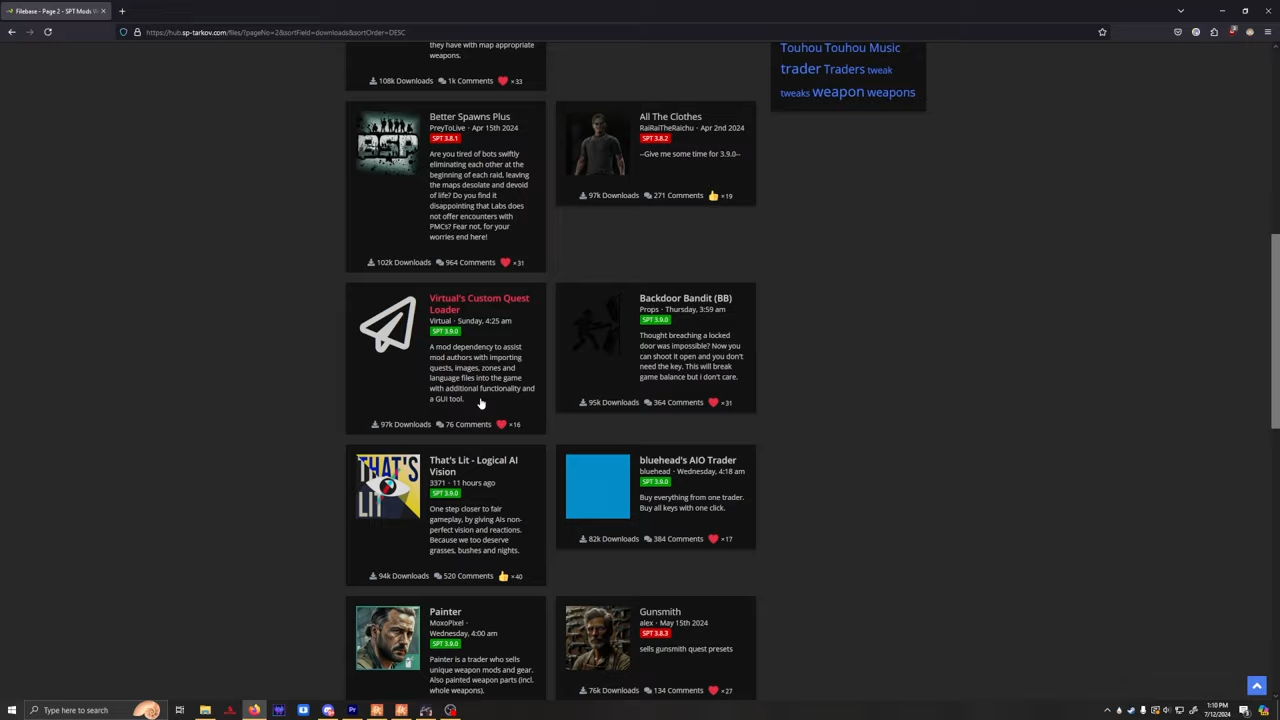 Filebase - Page 2 - SPT Mods
https://hub.sp-tarkov.com/files/?pageNo=2&sortField=downloads&sortOrder=DESC
they have with map appropriate
weapons.
108k Downloads 1k Comments ×33
Touhou Touhou Music
trader Traders tweak
tweaks weapon weapons
BSP
Better Spawns Plus
PreyToLive · Apr 15th 2024
SPT 3.8.1
Are you tired of bots swiftly
eliminating each other at the
beginning of each raid, leaving
the maps desolate and devoid
of life? Do you find it
disappointing that Labs does
not offer encounters with
PMCs? Fear not, for your
worries end here!
102k Downloads 964 Comments ×31
All The Clothes
RaiRaiTheRaichu · Apr 2nd 2024
SPT 3.8.2
--Give me some time for 3.9.0--
97k Downloads 271 Comments ×19
Virtual's Custom Quest
Loader
Virtual · Sunday, 4:25 am
SPT 3.9.0
A mod dependency to assist
mod authors with importing
quests, images, zones and
language files into the game
with additional functionality and
a GUI tool.
97k Downloads 76 Comments ×16
Backdoor Bandit (BB)
Props · Thursday, 3:59 am
SPT 3.9.0
Thought breaching a locked
door was impossible? Now you
can shoot it open and you don't
need the key. This will break
game balance but i don't care.
95k Downloads 364 Comments ×31
THAT'S
LIT
That's Lit - Logical AI
Vision
3371 · 11 hours ago
SPT 3.9.0
One step closer to fair
gameplay, by giving AIs non-
perfect vision and reactions.
Because we too deserve
grasses, bushes and nights.
94k Downloads 520 Comments ×40
bluehead's AIO Trader
bluehead · Wednesday, 4:18 am
SPT 3.9.0
Buy everything from one trader.
Buy all keys with one click.
82k Downloads 384 Comments ×17
Painter
MoxoPixel ·
Wednesday, 4:00 am
SPT 3.9.0
Painter is a trader who sells
unique weapon mods and gear.
Also painted weapon parts (incl.
whole weapons).
Gunsmith
alex · May 15th 2024
SPT 3.8.3
sells gunsmith quest presets
76k Downloads 134 Comments ×27
Type here to search
1:10 PM
7/12/2024